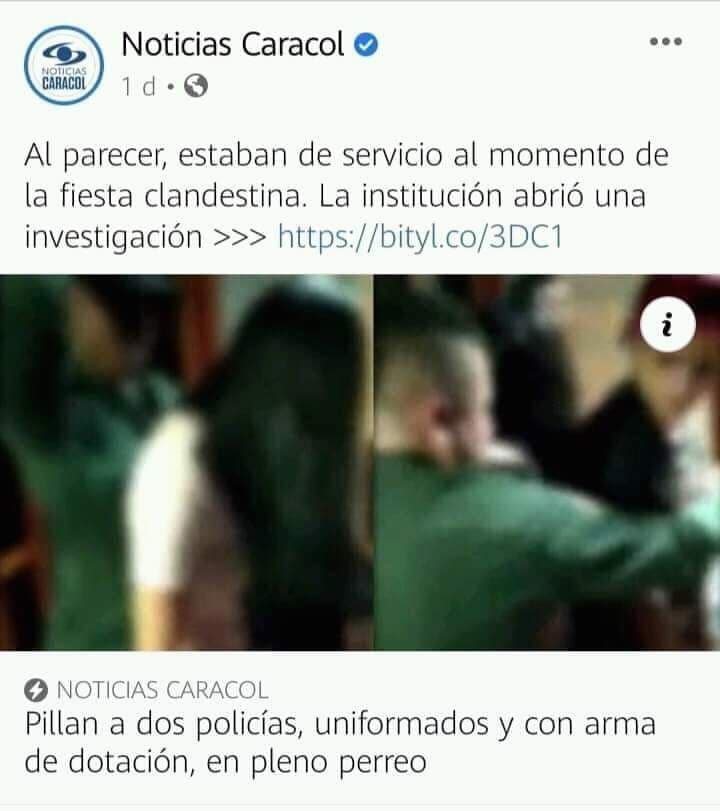 Noticias Caracol
NOTICIAS
CARACOL
1 d
Al parecer, estaban de servicio al momento de
la fiesta clandestina. La institución abrió una
investigación >>> https://bityl.co/3DC1
i
NOTICIAS CARACOL
Pillan a dos policías, uniformados y con arma
de dotación, en pleno perreo